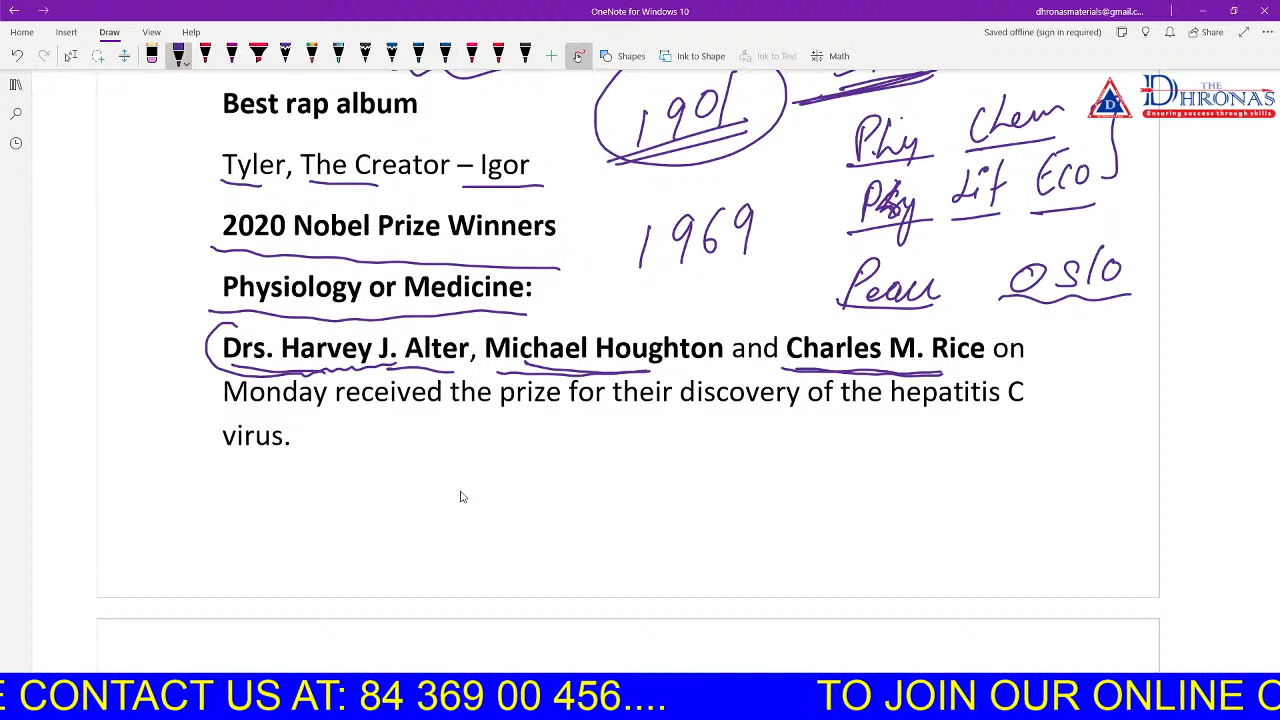 OneNote for Windows 10
dhronasmaterials@gmail.c...
Home Insert Draw View Help
Saved offline (sign in required)
Share
Shapes
Ink to Shape
Ink to Text
Math
THE
DHRONAS
Ensuring success through skills
Best rap album
1901
Phy Chem
Tyler, The Creator – Igor
Lit Eco
2020 Nobel Prize Winners
1969
Physiology or Medicine:
Oslo
Drs. Harvey J. Alter, Michael Houghton and Charles M. Rice on
Monday received the prize for their discovery of the hepatitis C
virus.
E CONTACT US AT: 84 369 00 456....
TO JOIN OUR ONLINE C